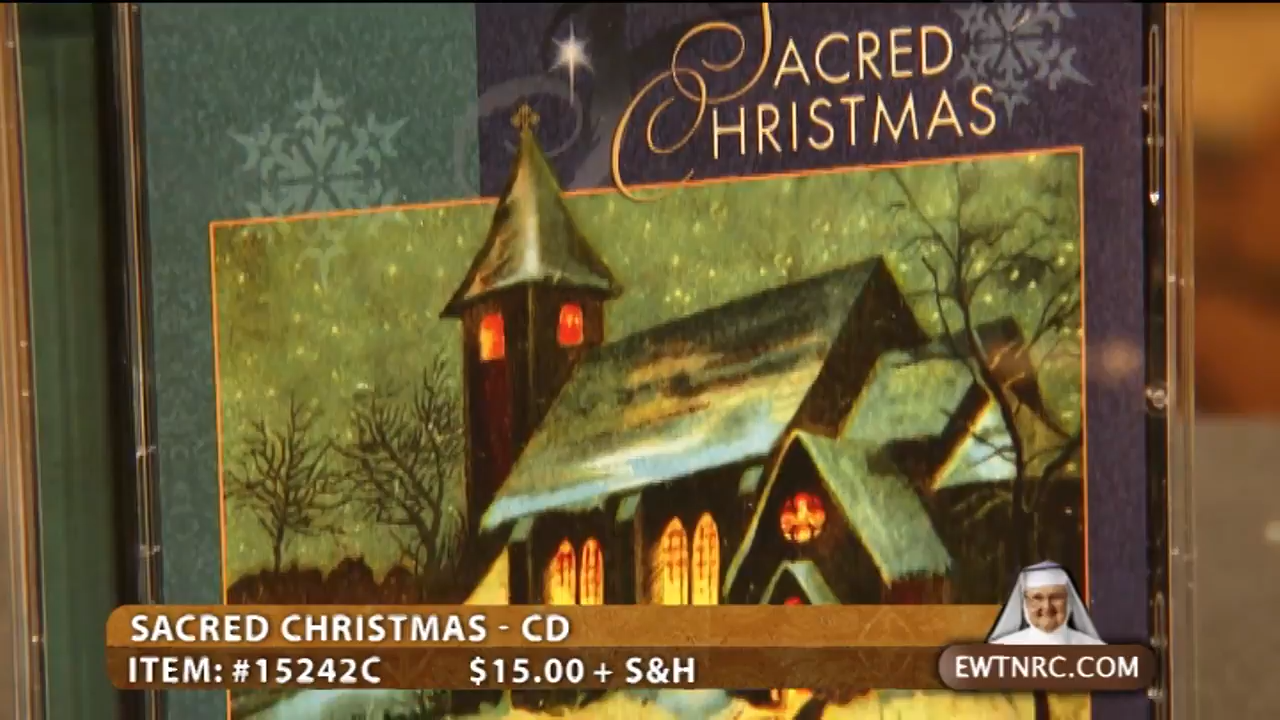 SACRED
CHRISTMAS
SACRED CHRISTMAS - CD
ITEM: #15242C $15.00 + S&H
EWTNRC.COM